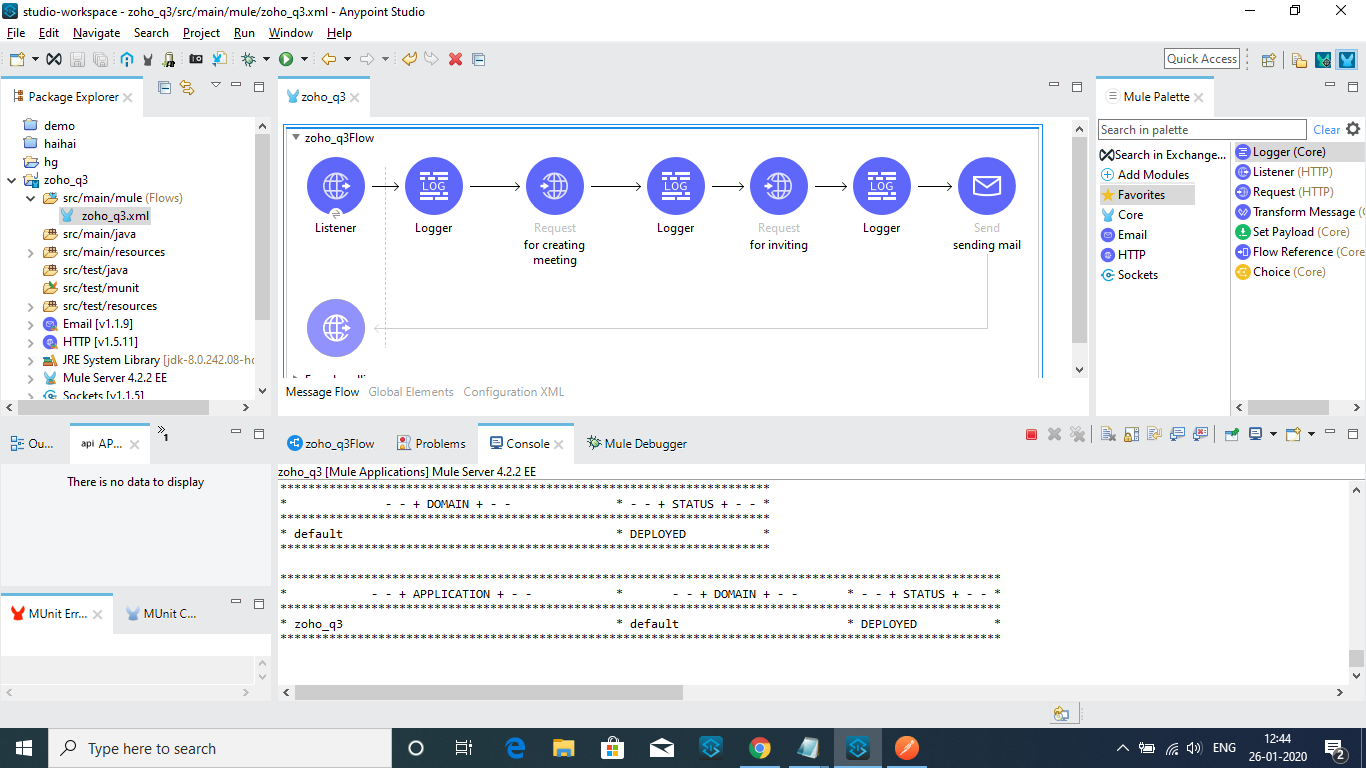 studio-workspace - zoho_q3/src/main/mule/zoho_q3.xml - Anypoint Studio
File Edit Navigate Search Project Run Window Help
Quick Access
Package Explorer
demo
haihai
hg
zoho_q3
src/main/mule (Flows)
zoho_q3.xml
src/main/java
src/main/resources
src/test/java
src/test/munit
src/test/resources
Email [v1.1.9]
HTTP [v1.5.11]
JRE System Library [jdk-8.0.242.08-ho
Mule Server 4.2.2 EE
Sockets [v1.1.5]
zoho_q3
zoho_q3Flow
LOG
LOG
LOG
Listener
Logger
Request
for creating
meeting
Logger
Request
for inviting
Logger
Send
sending mail
Message Flow Global Elements Configuration XML
Mule Palette
Search in palette
Clear
Search in Exchange...
Add Modules
Favorites
Core
Email
HTTP
Sockets
Logger (Core)
Listener (HTTP)
Request (HTTP)
Transform Message (C
Set Payload (Core)
Flow Reference (Core
Choice (Core)
Ou...
api AP...
1
There is no data to display
MUnit Err...
MUnit C...
zoho_q3Flow
Problems
Console
Mule Debugger
zoho_q3 [Mule Applications] Mule Server 4.2.2 EE
**********************************************************************
* - - + DOMAIN + - - * - - + STATUS + - - *
**********************************************************************
* default * DEPLOYED *
**********************************************************************
*******************************************************************************************************
* - - + APPLICATION + - - * - - + DOMAIN + - - * - - + STATUS + - - *
*******************************************************************************************************
* zoho_q3 * default * DEPLOYED *
*******************************************************************************************************
Type here to search
ENG
12:44
26-01-2020
2